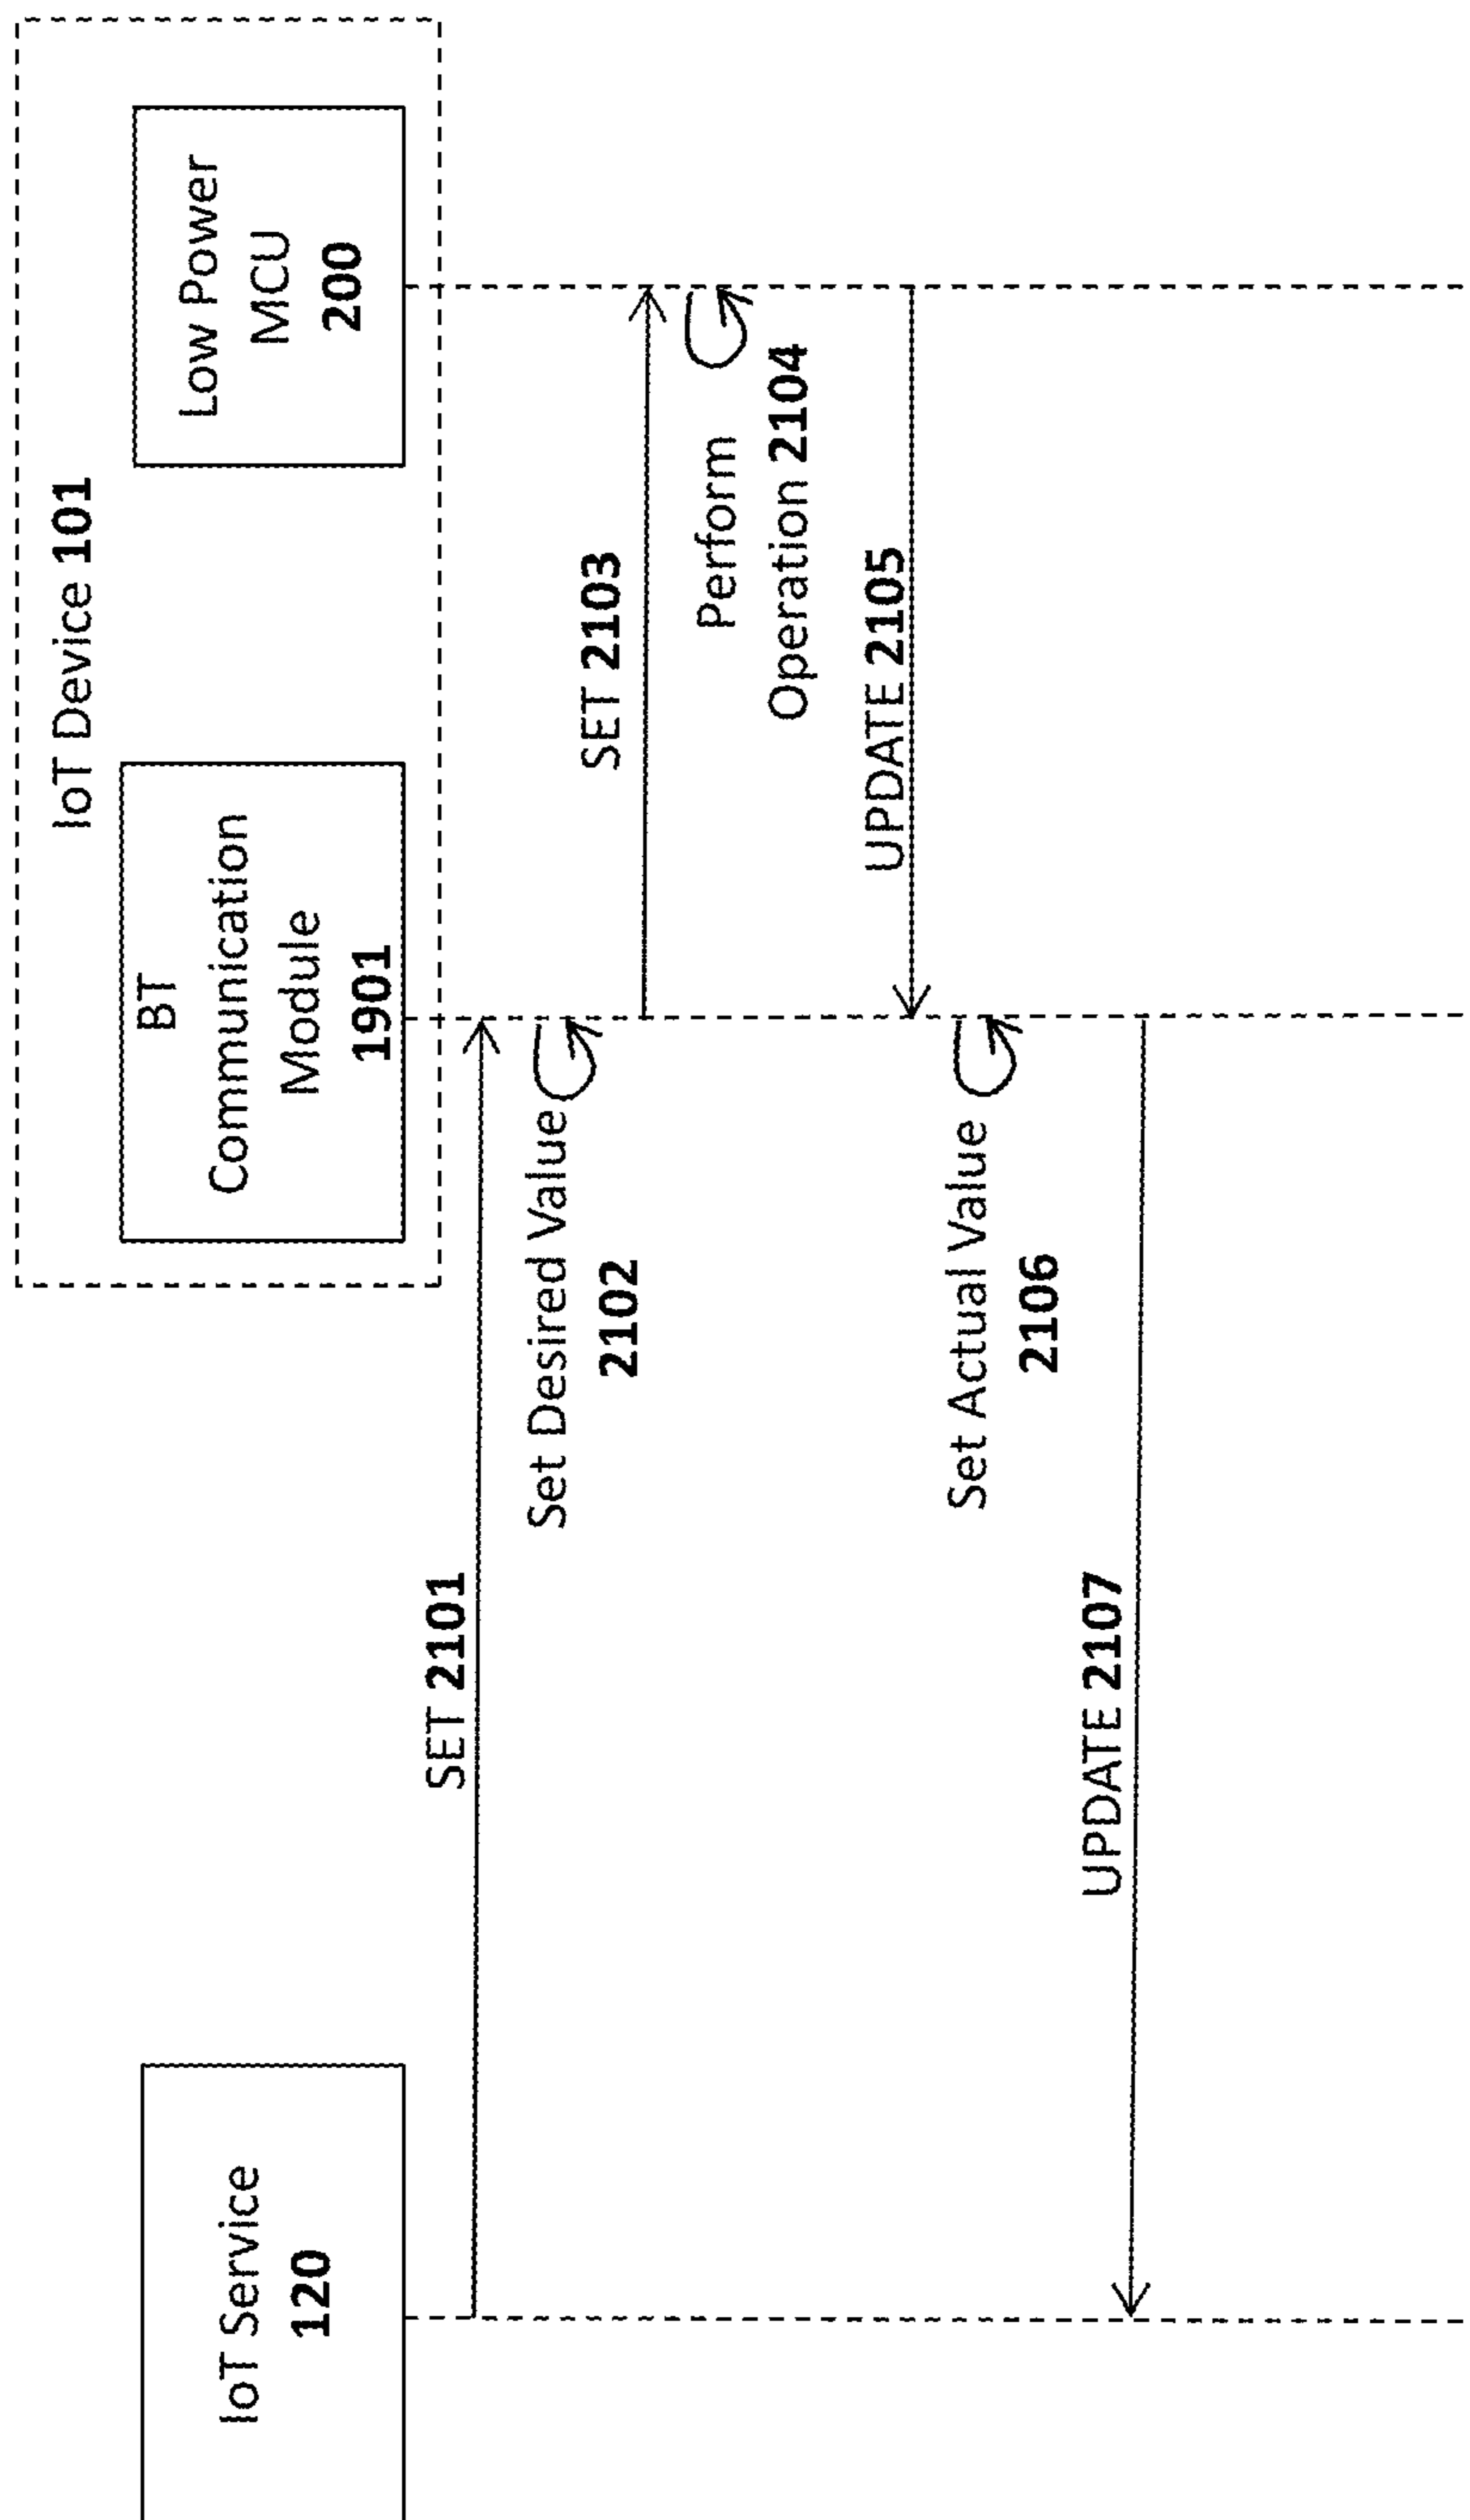 IoT Device 101
IoT Service
120
BT
Communication
Module
1901
Low Power
MCU
200
SET 2101
Set Desired Value
2102
SET 2103
Perform
Operation 2104
UPDATE 2105
Set Actual Value
2106
UPDATE 2107